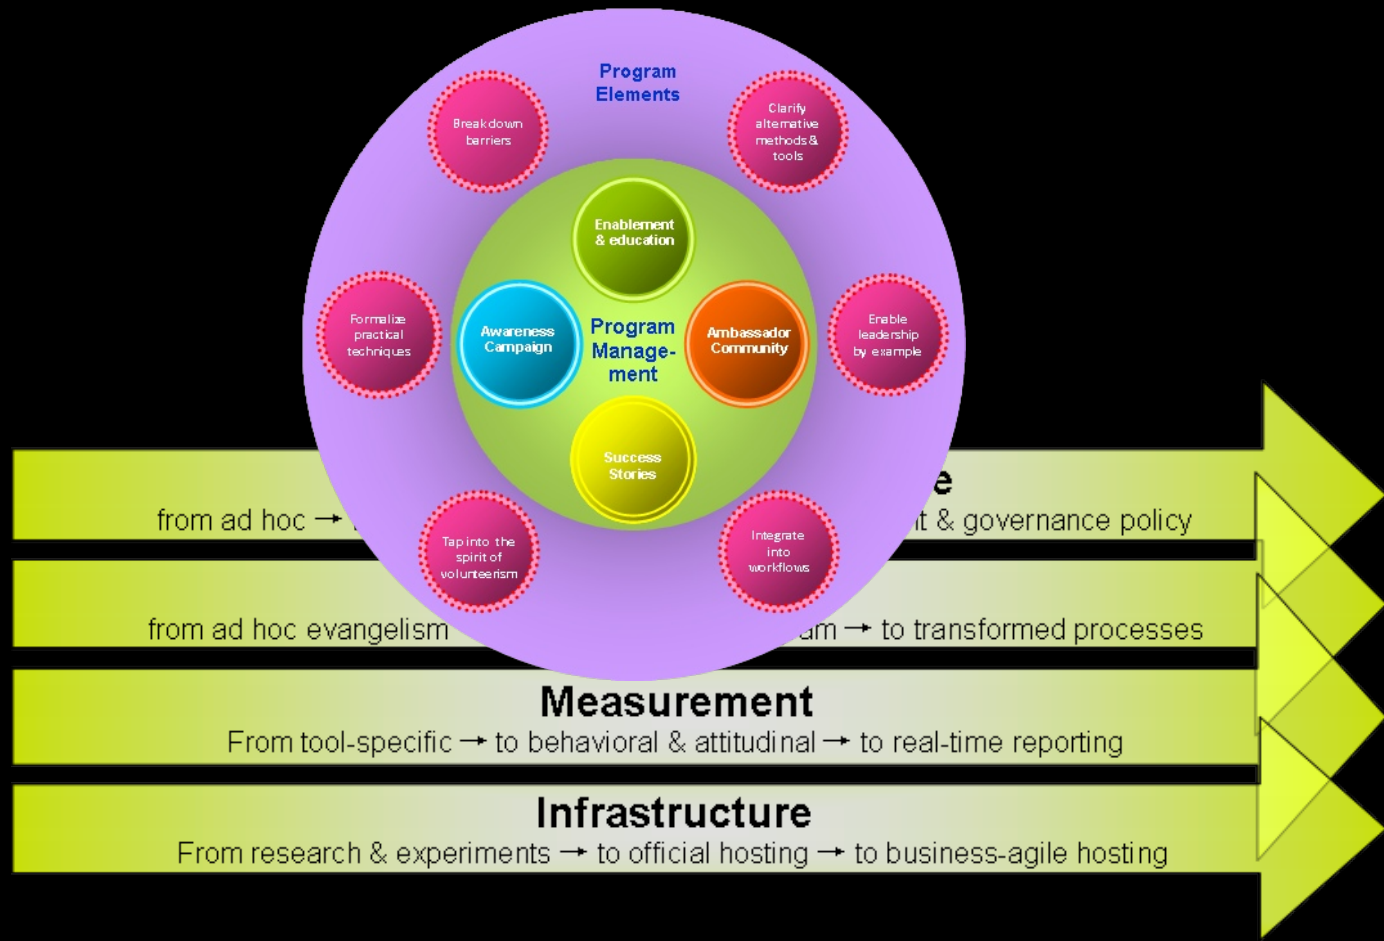 Program
Elements
Breakdown
barriers
Clarify
alternative
methods &
tools
Enablement
& education
Formalize
practical
techniques
Awareness
Campaign
Program
Manage-
ment
Ambassador
Community
Enable
leadership
by example
Success
Stories
Tap into the
spirit of
volunteerism
Integrate
into
workflows
e
from ad hoc →
& governance policy
from ad hoc evangelism
→ to transformed processes
Measurement
From tool-specific → to behavioral & attitudinal → to real-time reporting
Infrastructure
From research & experiments → to official hosting → to business-agile hosting